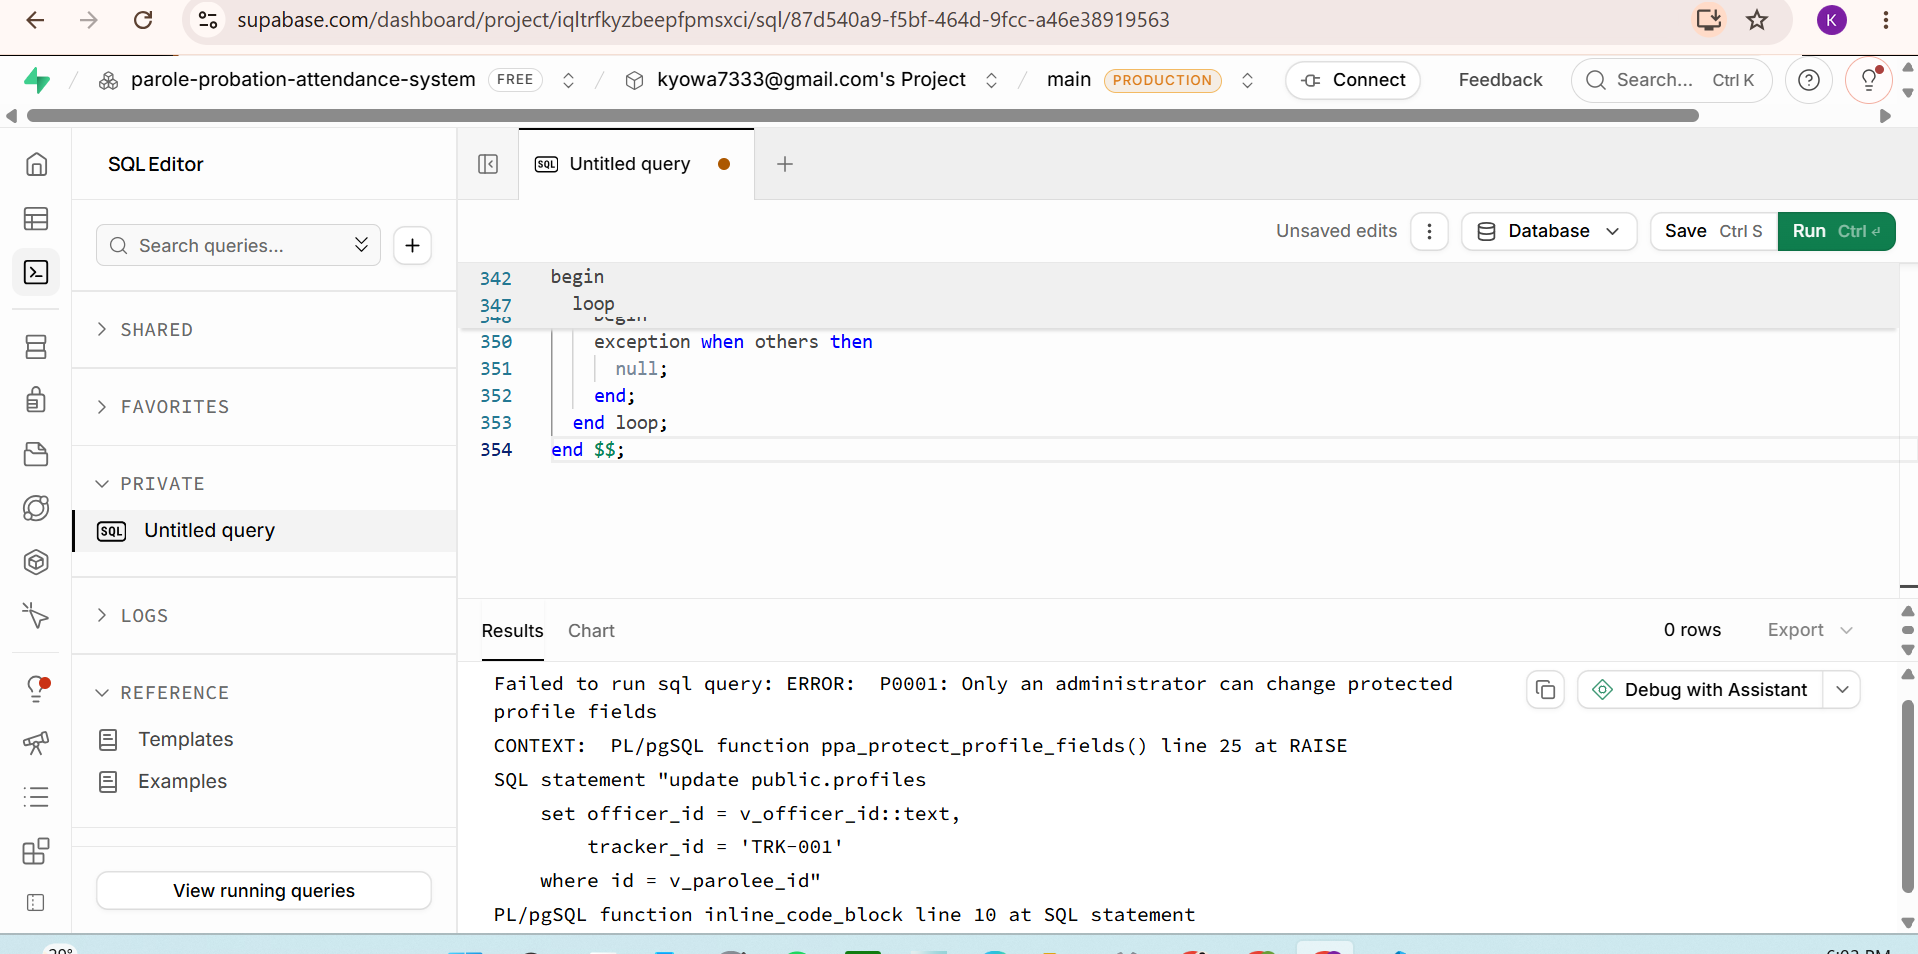 supabase.com/dashboard/project/iqltrfkyzbeepfpmsxci/sql/87d540a9-f5bf-464d-9fcc-a46e38919563
K
/ parole-probation-attendance-system FREE / kyowa7333@gmail.com's Project / main PRODUCTION Connect Feedback Search... Ctrl K
SQL Editor
SQL Untitled query
Search queries...
Unsaved edits Database Save Ctrl S Run Ctrl ↵
SHARED
FAVORITES
PRIVATE
SQL Untitled query
LOGS
REFERENCE
Templates
Examples
View running queries
342 begin
347 loop
348 begin
350 exception when others then
351 null;
352 end;
353 end loop;
354 end $$;
Results Chart 0 rows Export
Debug with Assistant
Failed to run sql query: ERROR:  P0001: Only an administrator can change protected
profile fields
CONTEXT:  PL/pgSQL function ppa_protect_profile_fields() line 25 at RAISE
SQL statement "update public.profiles
set officer_id = v_officer_id::text,
tracker_id = 'TRK-001'
where id = v_parolee_id"
PL/pgSQL function inline_code_block line 10 at SQL statement